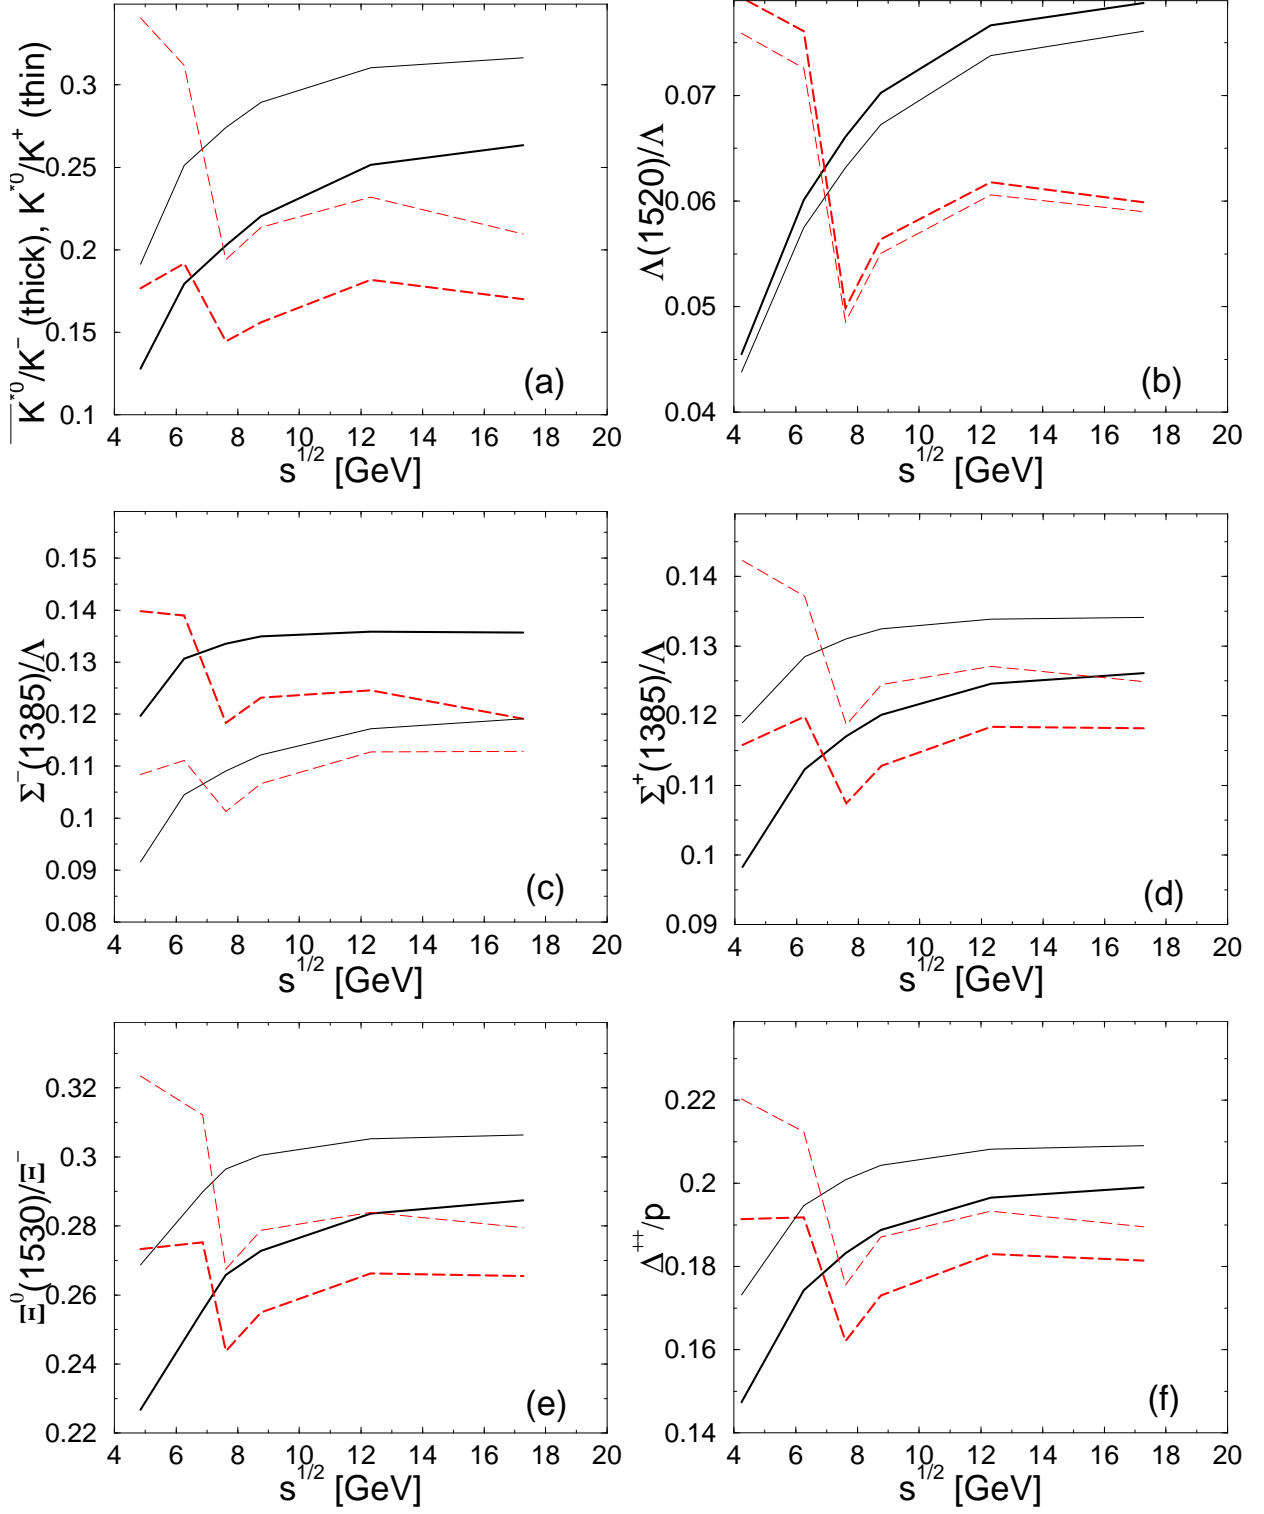 K̅*⁰/K⁻ (thick), K*⁰/K⁺ (thin)
0.3
0.25
0.2
0.15
0.1
(a)
4 6 8 10 12 14 16 18 20
s^1/2 [GeV]
Λ(1520)/Λ
0.07
0.06
0.05
0.04
(b)
4 6 8 10 12 14 16 18 20
s^1/2 [GeV]
Σ⁻(1385)/Λ
0.15
0.14
0.13
0.12
0.11
0.1
0.09
0.08
(c)
4 6 8 10 12 14 16 18 20
s^1/2 [GeV]
Σ⁺(1385)/Λ
0.14
0.13
0.12
0.11
0.1
0.09
(d)
4 6 8 10 12 14 16 18 20
s^1/2 [GeV]
Ξ⁰(1530)/Ξ⁻
0.32
0.3
0.28
0.26
0.24
0.22
(e)
4 6 8 10 12 14 16 18 20
s^1/2 [GeV]
Δ⁺⁺/p
0.22
0.2
0.18
0.16
0.14
(f)
4 6 8 10 12 14 16 18 20
s^1/2 [GeV]